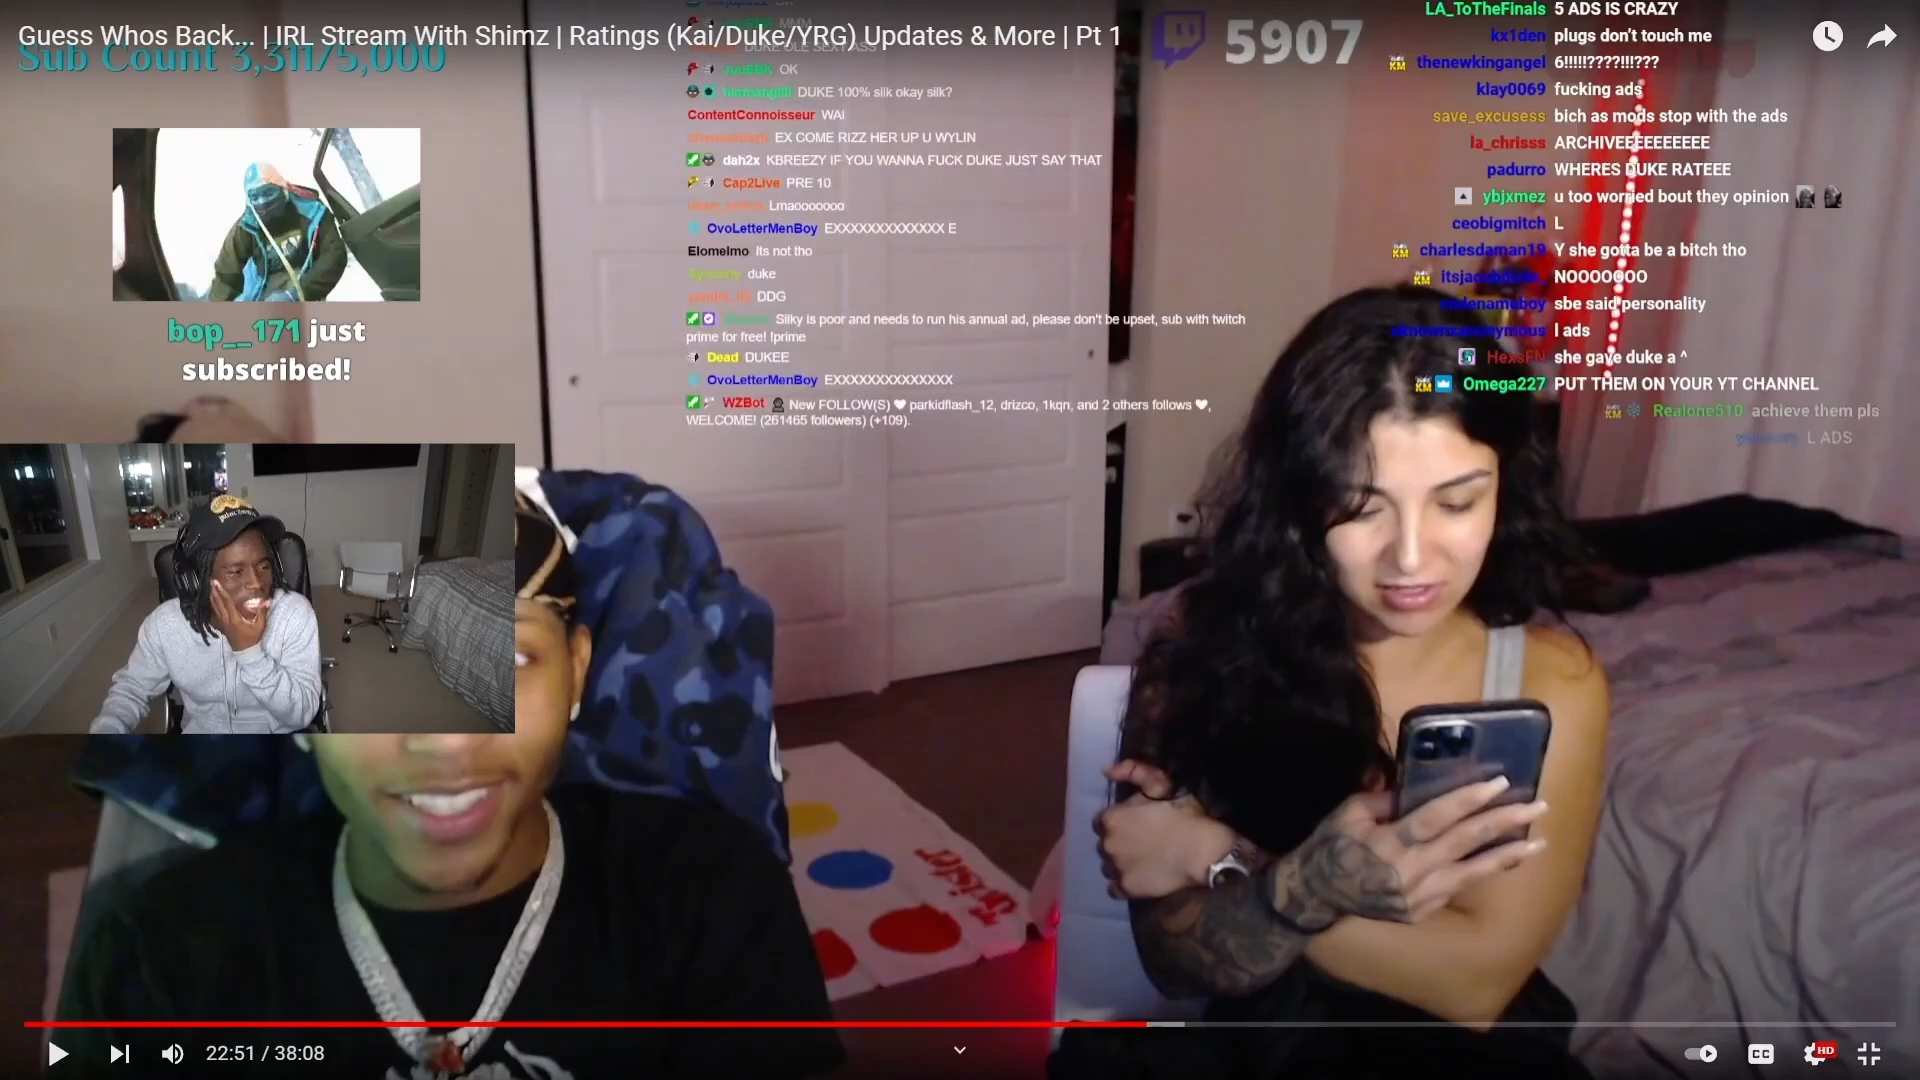 Guess Whos Back... | IRL Stream With Shimz | Ratings (Kai/Duke/YRG) Updates & More | Pt 1
Sub Count 3,311/5,000
5907
bop__171 just
subscribed!
MMM
OK
DUKE 100% silk okay silk?
ContentConnoisseur WAI
EX COME RIZZ HER UP U WYLIN
dah2x KBREEZY IF YOU WANNA FUCK DUKE JUST SAY THAT
Cap2Live PRE 10
Lmaooooooo
OvoLetterMenBoy EXXXXXXXXXXXXX E
Elomelmo Its not tho
duke
DDG
Silky is poor and needs to run his annual ad, please don't be upset, sub with twitch
prime for free! !prime
Dead DUKEE
OvoLetterMenBoy EXXXXXXXXXXXXXX
WZBot New FOLLOW(S) ❤ parkidflash_12, drizco, 1kqn, and 2 others follows ❤,
WELCOME! (261465 followers) (+109).
LA_ToTheFinals 5 ADS IS CRAZY
kx1den plugs don't touch me
thenewkingangel 6!!!!!????!!!???
klay0069 fucking ads
save_excusess bich as mods stop with the ads
la_chrisss ARCHIVEEEEEEEEEE
padurro WHERES DUKE RATEEE
ybjxmez u too worried bout they opinion
ceobigmitch L
charlesdaman19 Y she gotta be a bitch tho
NOOOOOOO
sbe said personality
l ads
HexsFN she gave duke a ^
Omega227 PUT THEM ON YOUR YT CHANNEL
Realone510 achieve them pls
L ADS
Twister
22:51 / 38:08
CC
HD